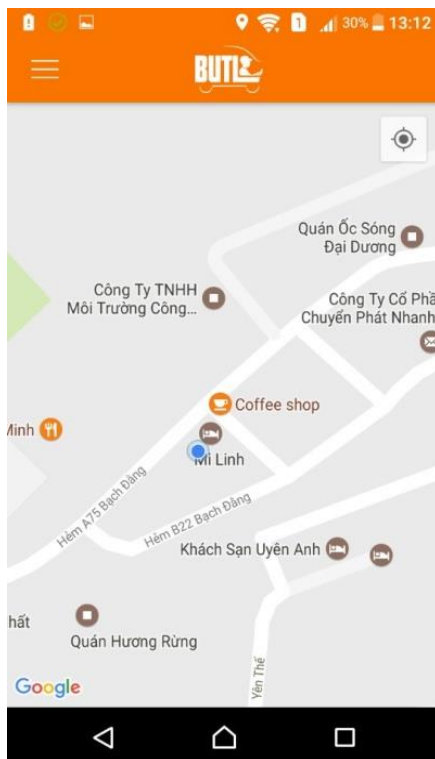 1 30% 13:12
BUTL
Quán Ốc Sóng
Đại Dương
Công Ty TNHH
Môi Trường Công...
Công Ty Cổ Phầ
Chuyển Phát Nhanh
Coffee shop
Minh
Mi Linh
Hẻm A75 Bạch Đằng
Hẻm B22 Bạch Đằng
Khách Sạn Uyên Anh
hất
Quán Hương Rừng
Yên Thế
Google